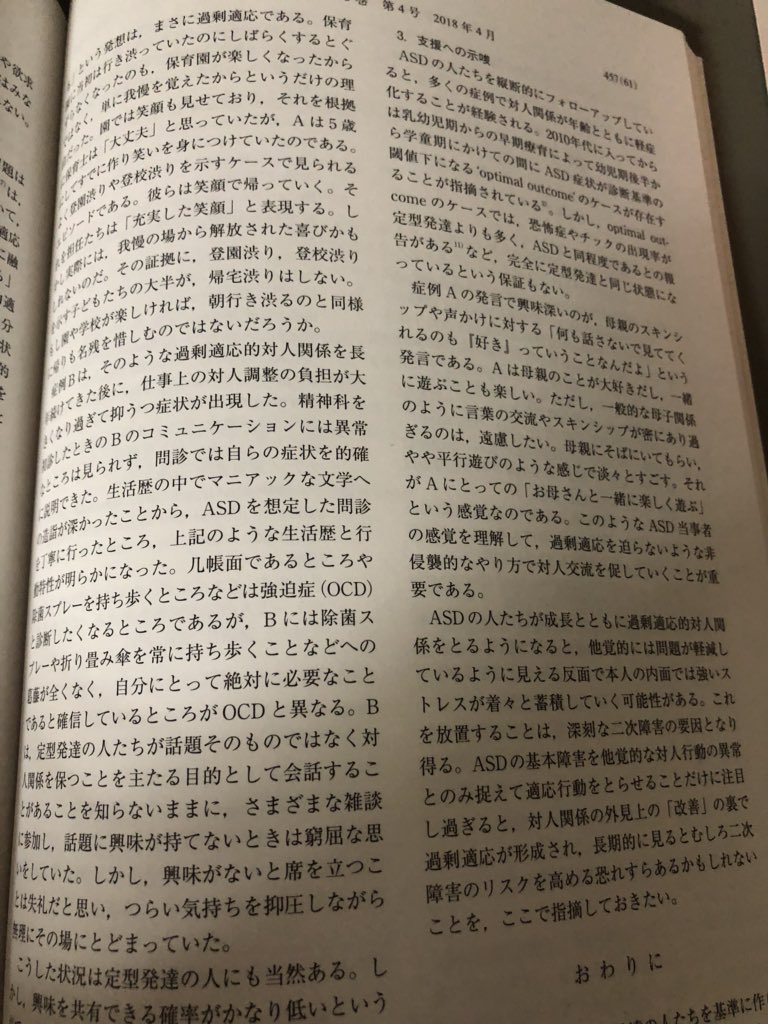 第4号 2018年4月
457(61)
という発想は，まさに過剰適応である。保育
当初は行き渋っていたのにしばらくするとぐ
らなくなったのも，保育園が楽しくなったから
ではなく，単に我慢を覚えたからというだけの理
だった。園では笑顔も見せており，それを根拠
保育士は「大丈夫」と思っていたが，Aは5歳
してすでに作り笑いを身につけていたのである。
く登園渋りや登校渋りを示すケースで見られる
ピソードである。彼らは笑顔で帰っていく。そ
を担任たちは「充実した笑顔」と表現する。し
し実際には，我慢の場から解放された喜びかも
れないのだ。その証拠に，登園渋り，登校渋り
示す子どもたちの大半が，帰宅渋りはしない。
し園や学校が楽しければ，朝行き渋るのと同様
帰りも名残を惜しむのではないだろうか。
症例Bは，そのような過剰適応的対人関係を長
続けてきた後に，仕事上の対人調整の負担が大
くなり過ぎて抑うつ症状が出現した。精神科を
診したときのBのコミュニケーションには異常
なところは見られず，問診では自らの症状を的確
に説明できた。生活歴の中でマニアックな文学へ
の造詣が深かったことから，ASDを想定した問診
を丁寧に行ったところ，上記のような生活歴と行
動特性が明らかになった。几帳面であるところや
除菌スプレーを持ち歩くところなどは強迫症(OCD)
と診断したくなるところであるが，Bには除菌ス
プレーや折り畳み傘を常に持ち歩くことなどへの
葛藤が全くなく，自分にとって絶対に必要なこと
であると確信しているところがOCDと異なる。B
は，定型発達の人たちが話題そのものではなく対
人関係を保つことを主たる目的として会話するこ
とがあることを知らないままに，さまざまな雑談
に参加し，話題に興味が持てないときは窮屈な思
いをしていた。しかし，興味がないと席を立つこ
とは失礼だと思い，つらい気持ちを抑圧しながら
無理にその場にとどまっていた。
こうした状況は定型発達の人にも当然ある。し
かし，興味を共有できる確率がかなり低いという
3. 支援への示唆
ASDの人たちを縦断的にフォローアップしてい
ると，多くの症例で対人関係が年齢とともに軽症
化することが経験される。2010年代に入ってから
は乳幼児期からの早期療育によって幼児期後半か
ら学童期にかけての間にASD症状が診断基準の
閾値下になる'optimal outcome'のケースが存在す
ることが指摘されている。しかし，optimal out-
comeのケースでは，恐怖症やチックの出現率が
定型発達よりも多く，ASDと同程度であるとの報
告がある11)など，完全に定型発達と同じ状態にな
っているという保証もない。
症例Aの発言で興味深いのが，母親のスキンシ
ップや声かけに対する「何も話さないで見ててく
れるのも『好き』っていうことなんだよ」という
発言である。Aは母親のことが大好きだし，一緒
に遊ぶことも楽しい。ただし，一般的な母子関係
のように言葉の交流やスキンシップが密にあり過
ぎるのは，遠慮したい。母親にそばにいてもらい，
やや平行遊びのような感じで淡々とすごす。それ
がAにとっての「お母さんと一緒に楽しく遊ぶ」
という感覚なのである。このようなASD当事者
の感覚を理解して，過剰適応を迫らないような非
侵襲的なやり方で対人交流を促していくことが重
要である。
ASDの人たちが成長とともに過剰適応的対人関
係をとるようになると，他覚的には問題が軽減し
ているように見える反面で本人の内面では強いス
トレスが着々と蓄積していく可能性がある。これ
を放置することは，深刻な二次障害の要因となり
得る。ASDの基本障害を他覚的な対人行動の異常
とのみ捉えて適応行動をとらせることだけに注目
し過ぎると，対人関係の外見上の「改善」の裏で
過剰適応が形成され，長期的に見るとむしろ二次
障害のリスクを高める恐れすらあるかもしれない
ことを，ここで指摘しておきたい。
おわりに
の人たちを基準に作